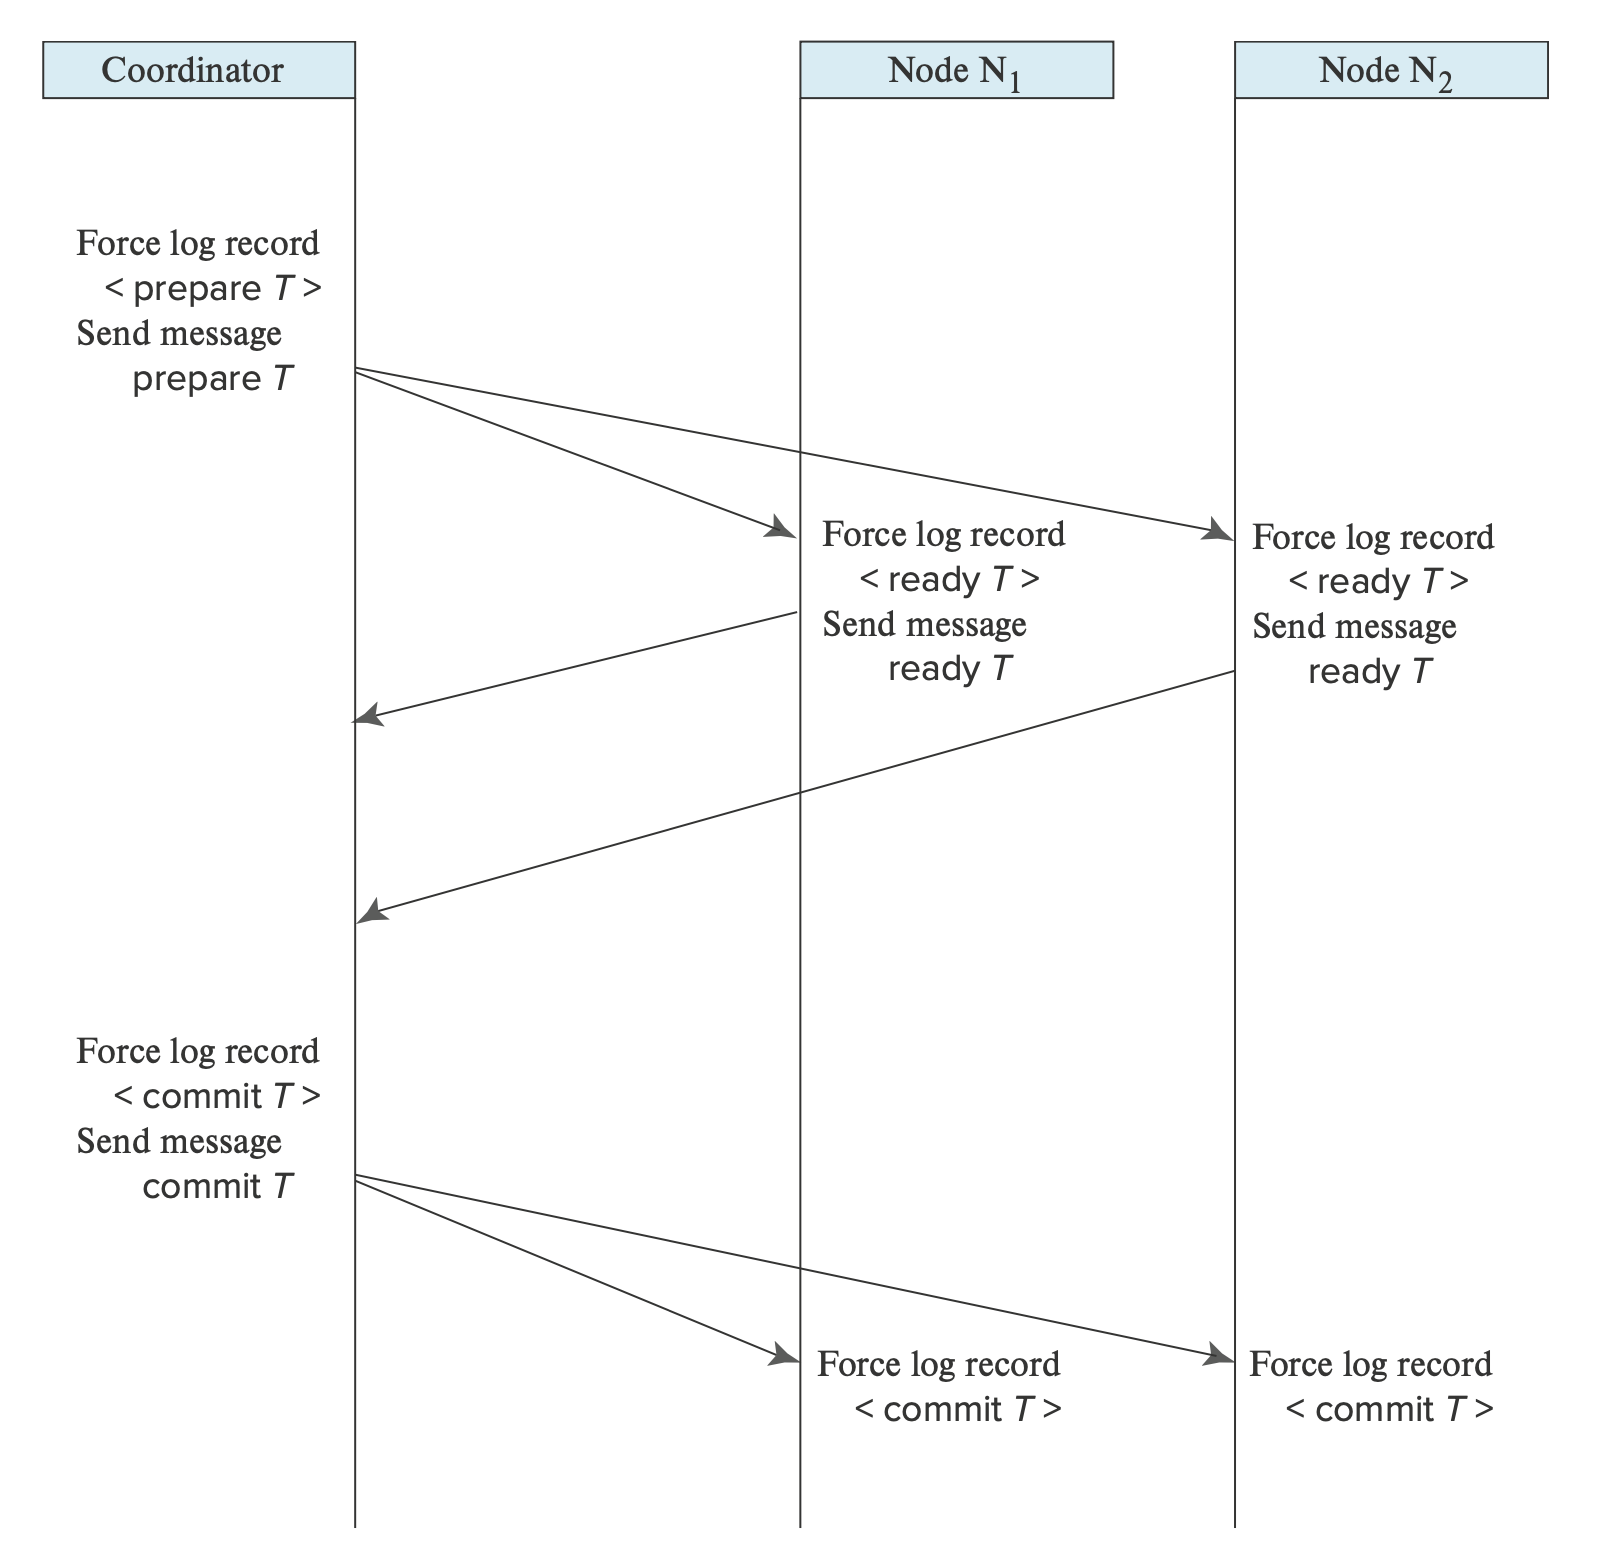 Coordinator
Node N1
Node N2
Force log record
< prepare T >
Send message
prepare T
Force log record
< ready T >
Send message
ready T
Force log record
< ready T >
Send message
ready T
Force log record
< commit T >
Send message
commit T
Force log record
< commit T >
Force log record
< commit T >